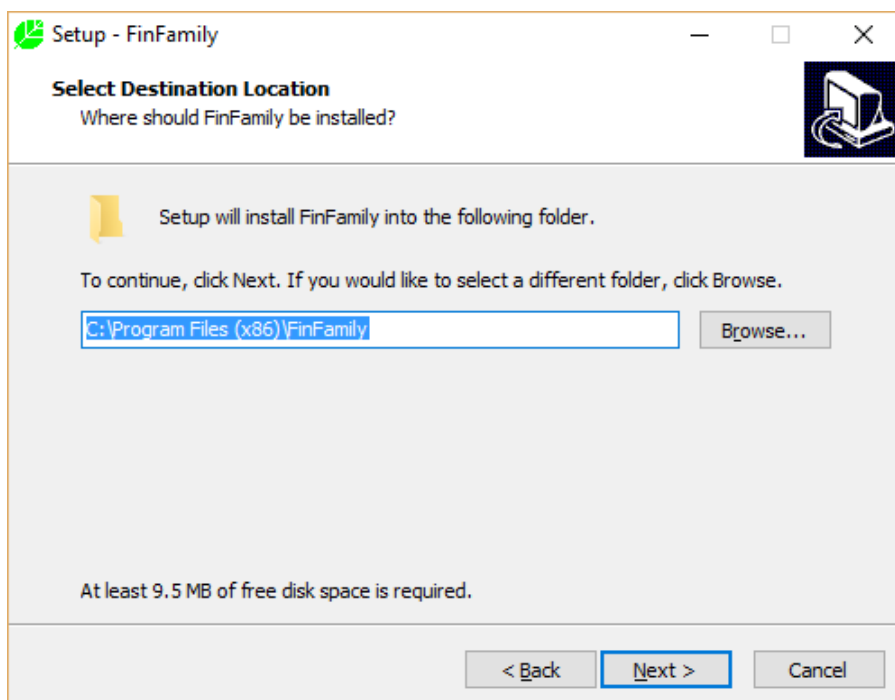 Setup - FinFamily
Select Destination Location
Where should FinFamily be installed?
Setup will install FinFamily into the following folder.
To continue, click Next. If you would like to select a different folder, click Browse.
C:\Program Files (x86)\FinFamily
Browse...
At least 9.5 MB of free disk space is required.
< Back
Next >
Cancel